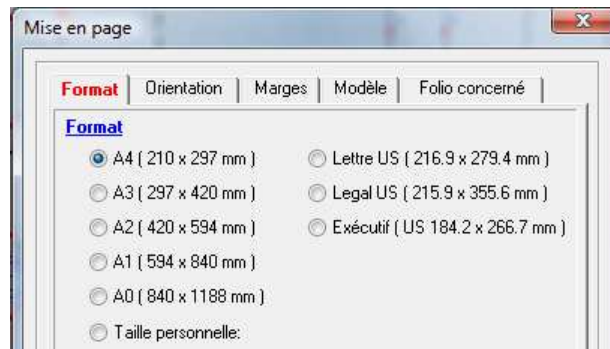 Mise en page
Format
Orientation
Marges
Modèle
Folio concerné
Format
A4 ( 210 x 297 mm )
Lettre US ( 216.9 x 279.4 mm )
A3 ( 297 x 420 mm )
Legal US ( 215.9 x 355.6 mm )
A2 ( 420 x 594 mm )
Exécutif ( US 184.2 x 266.7 mm )
A1 ( 594 x 840 mm )
A0 ( 840 x 1188 mm )
Taille personnelle: